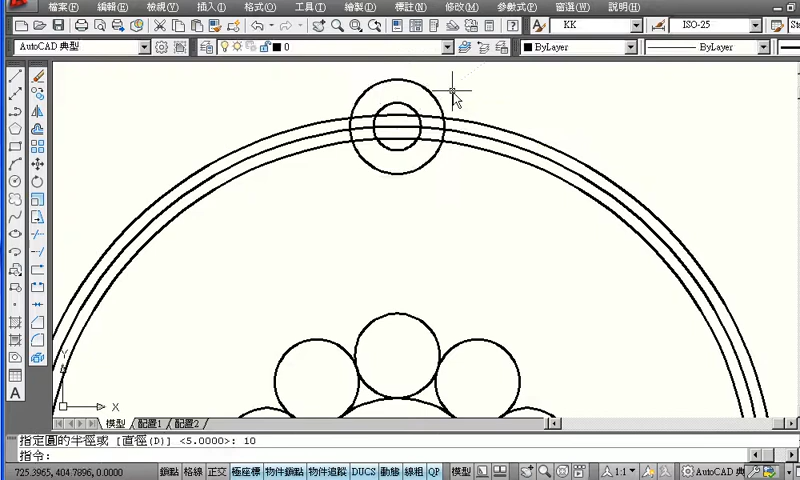 檔案(F) 編輯(E) 檢視(V) 插入(I) 格式(O) 工具(T) 繪製(D) 標註(N) 修改(M) 參數式(P) 窗選(W) 說明(H)
KK ISO-25
AutoCAD 典型 0 ByLayer ByLayer
Y
X
A
模型 配置1 配置2
指定圓的半徑或 [直徑(D)] <5.0000>: 10
指令:
725.3965, 404.7896, 0.0000 鎖點 格線 正交 極座標 物件鎖點 物件追蹤 DUCS 動態 線粗 QP 模型 1:1 AutoCAD 典型